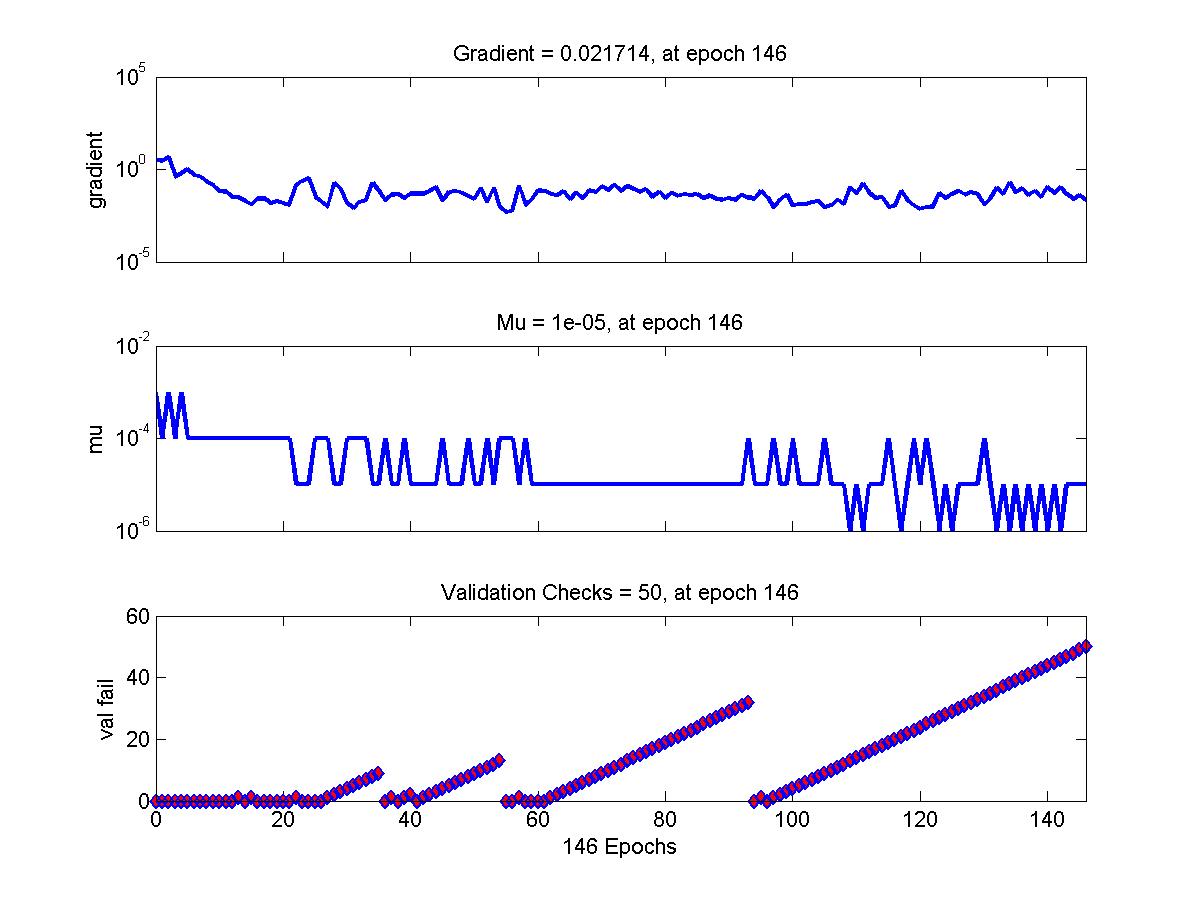 Gradient = 0.021714, at epoch 146
10^5
10^0
10^-5
gradient
Mu = 1e-05, at epoch 146
10^-2
10^-4
10^-6
mu
Validation Checks = 50, at epoch 146
60
40
20
0
val fail
0 20 40 60 80 100 120 140
146 Epochs